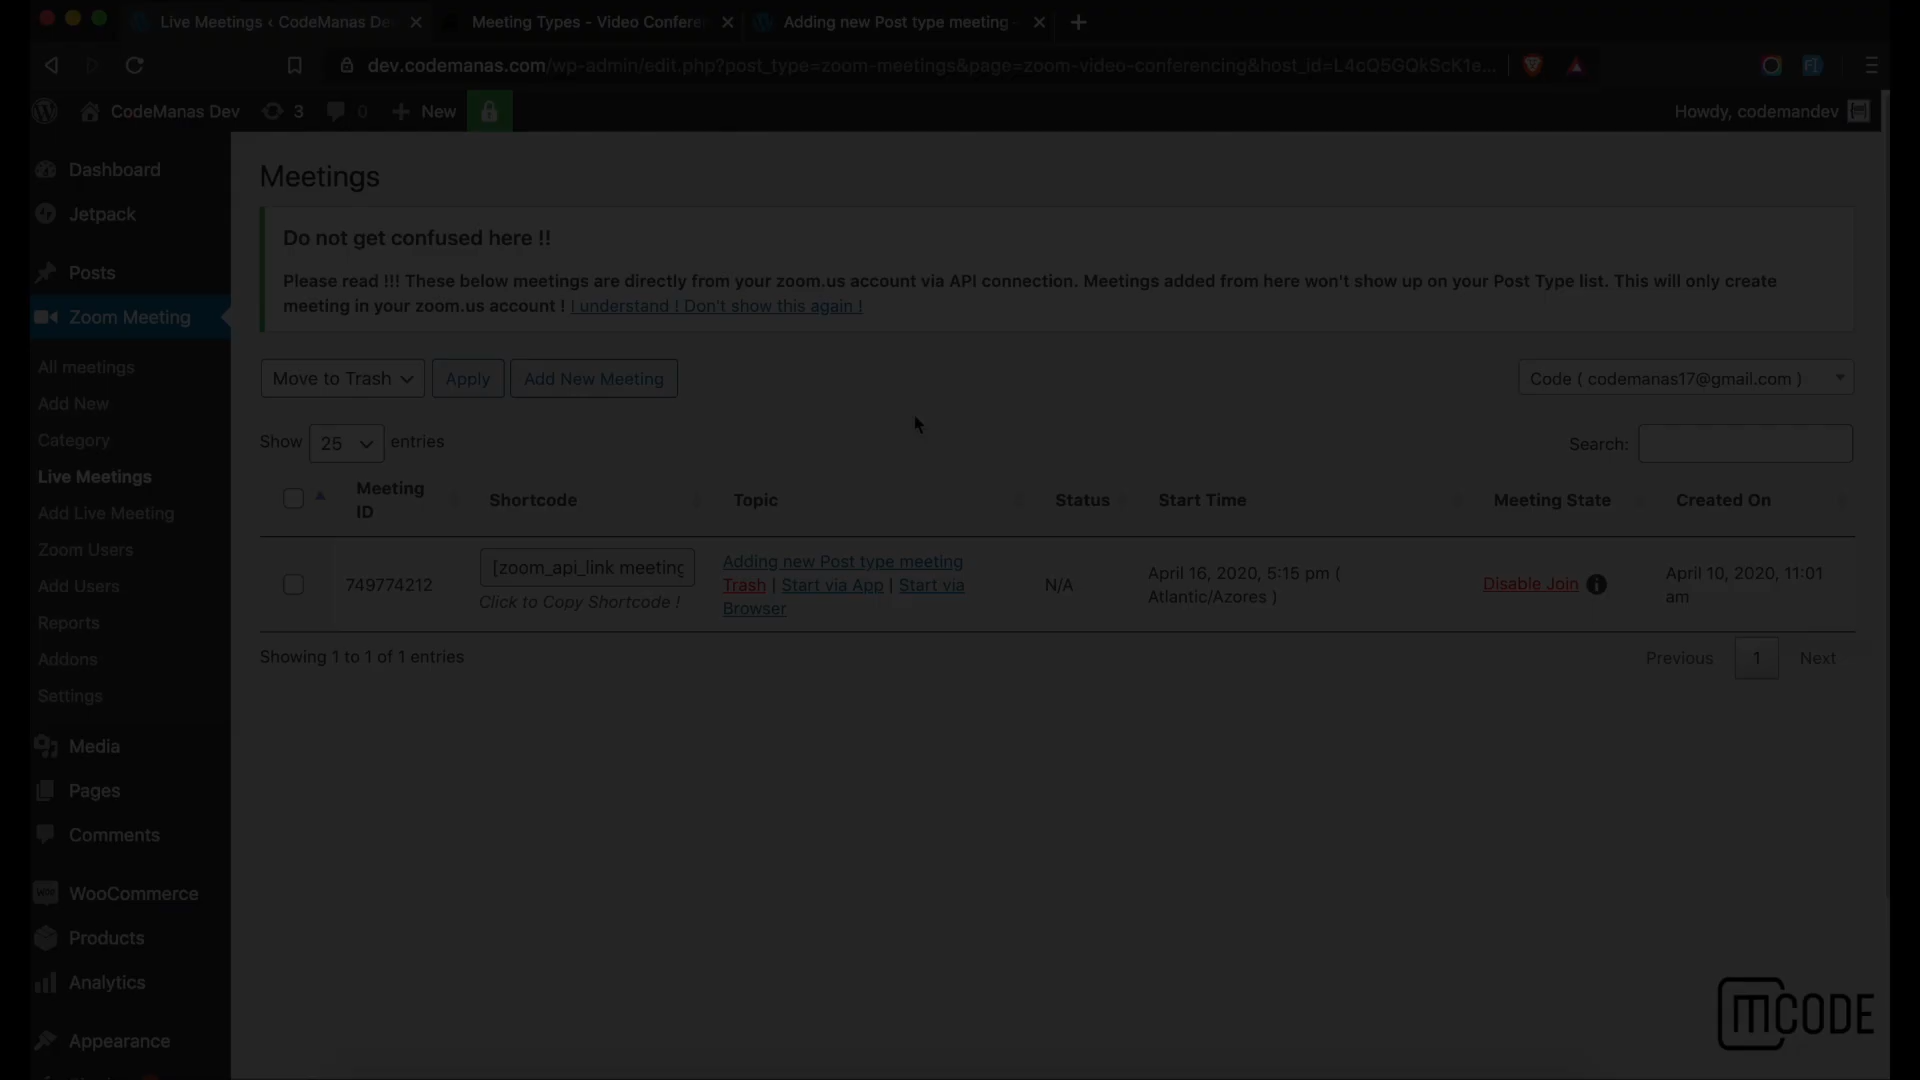 Live Meetings ‹ CodeManas De
Meeting Types - Video Conferen
Adding new Post type meeting -
dev.codemanas.com/wp-admin/edit.php?post_type=zoom-meetings&page=zoom-video-conferencing&host_id=L4cO5GQkScK1e...
CodeManas Dev
3
0
New
Howdy, codemandev
Dashboard
Jetpack
Posts
Zoom Meeting
All meetings
Add New
Category
Live Meetings
Add Live Meeting
Zoom Users
Add Users
Reports
Addons
Settings
Media
Pages
Comments
WooCommerce
Products
Analytics
Appearance
Meetings
Do not get confused here !!
Please read !!! These below meetings are directly from your zoom.us account via API connection. Meetings added from here won't show up on your Post Type list. This will only create
meeting in your zoom.us account ! I understand ! Don't show this again !
Move to Trash
Apply
Add New Meeting
Code ( codemanas17@gmail.com )
Show 25 entries
Search:
Meeting
ID
Shortcode
Topic
Status
Start Time
Meeting State
Created On
749774212
[zoom_api_link meeting
Click to Copy Shortcode !
Adding new Post type meeting
Trash | Start via App | Start via
Browser
N/A
April 16, 2020, 5:15 pm (
Atlantic/Azores )
Disable Join
April 10, 2020, 11:01
am
Showing 1 to 1 of 1 entries
Previous
1
Next
mCODE